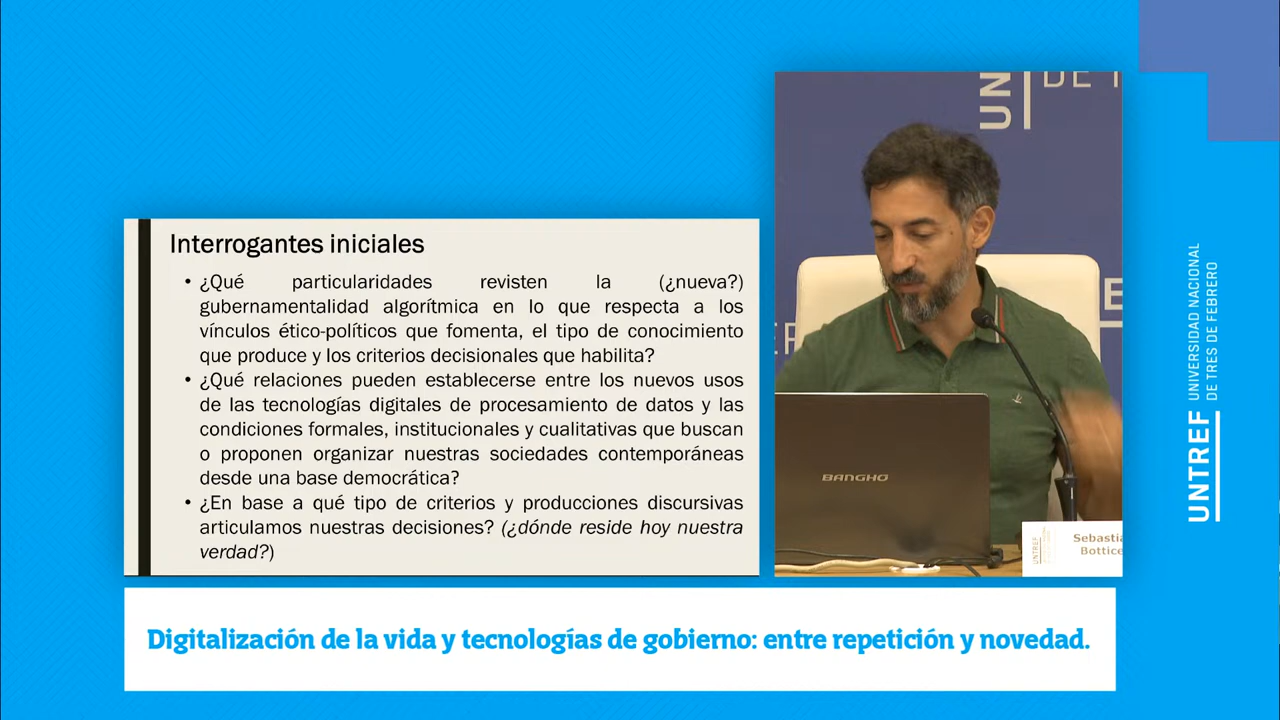 Interrogantes iniciales
• ¿Qué particularidades revisten la (¿nueva?)
gubernamentalidad algorítmica en lo que respecta a los
vínculos ético-políticos que fomenta, el tipo de conocimiento
que produce y los criterios decisionales que habilita?
• ¿Qué relaciones pueden establecerse entre los nuevos usos
de las tecnologías digitales de procesamiento de datos y las
condiciones formales, institucionales y cualitativas que buscan
o proponen organizar nuestras sociedades contemporáneas
desde una base democrática?
• ¿En base a qué tipo de criterios y producciones discursivas
articulamos nuestras decisiones? (¿dónde reside hoy nuestra
verdad?)
UN
DE
BANGHO
UNTREF
Sebastia
Bottice
Digitalización de la vida y tecnologías de gobierno: entre repetición y novedad.
UNTREF
UNIVERSIDAD NACIONAL
DE TRES DE FEBRERO